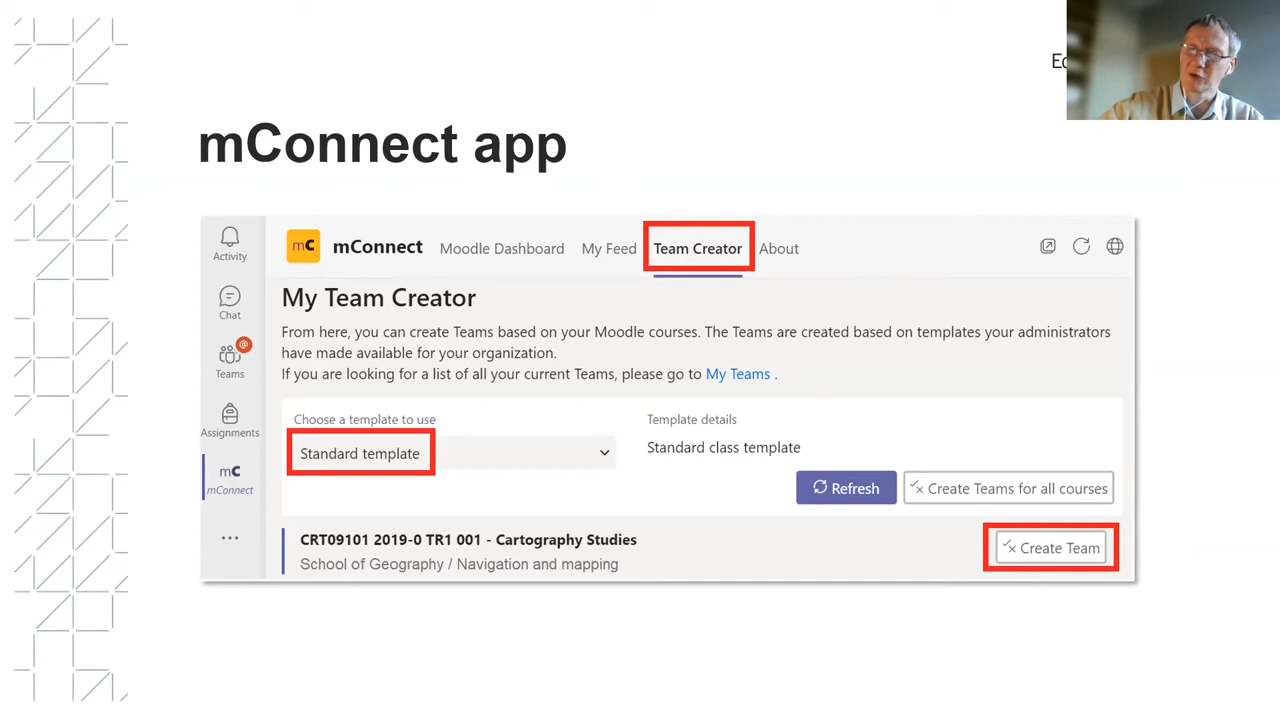 mConnect app
Activity
Chat
@
Teams
Assignments
mC
mConnect
mC mConnect Moodle Dashboard My Feed Team Creator About
My Team Creator
From here, you can create Teams based on your Moodle courses. The Teams are created based on templates your administrators
have made available for your organization.
If you are looking for a list of all your current Teams, please go to My Teams .
Choose a template to use
Standard template
Template details
Standard class template
Refresh
Create Teams for all courses
CRT09101 2019-0 TR1 001 - Cartography Studies
School of Geography / Navigation and mapping
Create Team